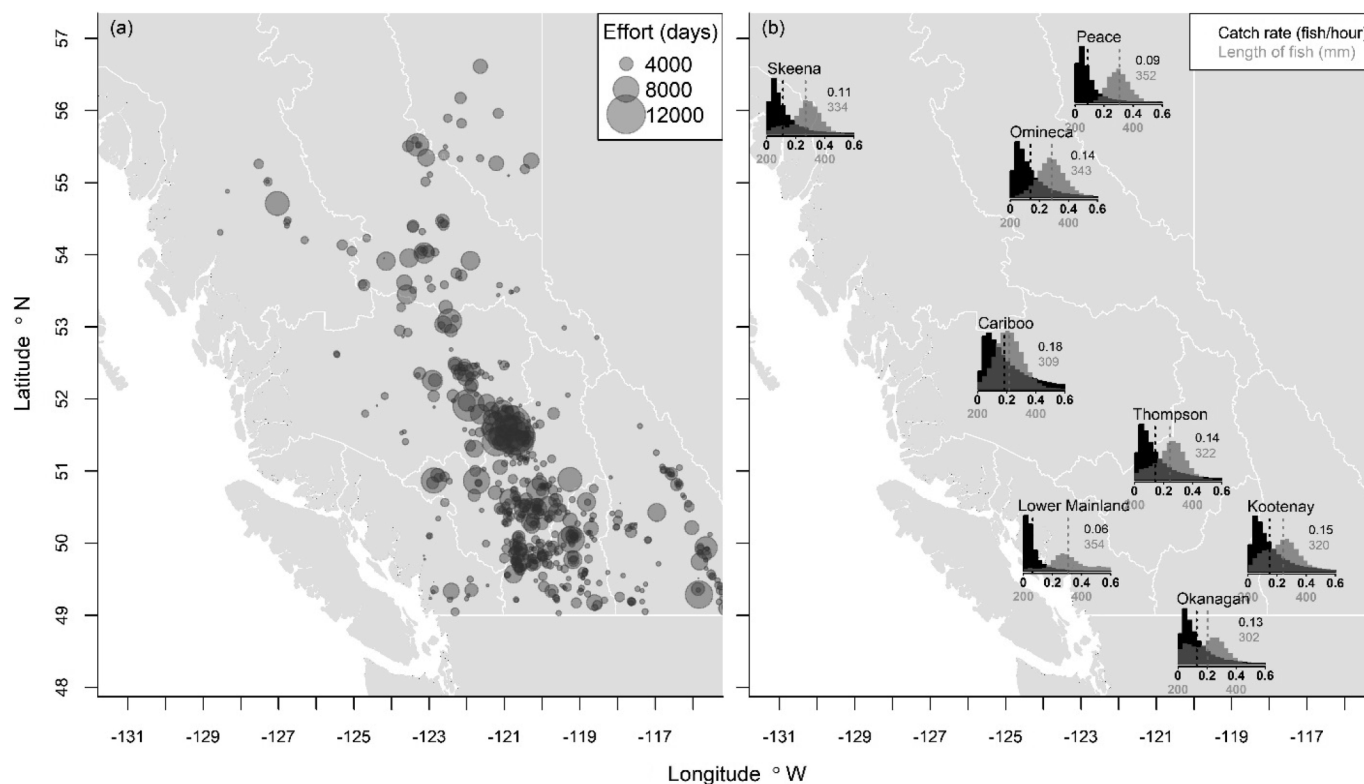 (a)
Effort (days)
4000
8000
12000
57
56
55
54
53
52
51
50
49
48
Latitude ° N
-131
-129
-127
-125
-123
-121
-119
-117
(b)
Catch rate (fish/hour)
Length of fish (mm)
Peace
0.09
352
0 0.2 0.4 0.6
200 400
Skeena
0.11
334
0 0.2 0.4 0.6
200 400
Omineca
0.14
343
0 0.2 0.4 0.6
200 400
Cariboo
0.18
309
0 0.2 0.4 0.6
200 400
Thompson
0.14
322
0 0.2 0.4 0.6
200 400
Lower Mainland
0.06
354
0 0.2 0.4 0.6
200 400
Kootenay
0.15
320
0 0.2 0.4 0.6
200 400
Okanagan
0.13
302
0 0.2 0.4 0.6
200 400
-131
-129
-127
-125
-123
-121
-119
-117
Longitude ° W